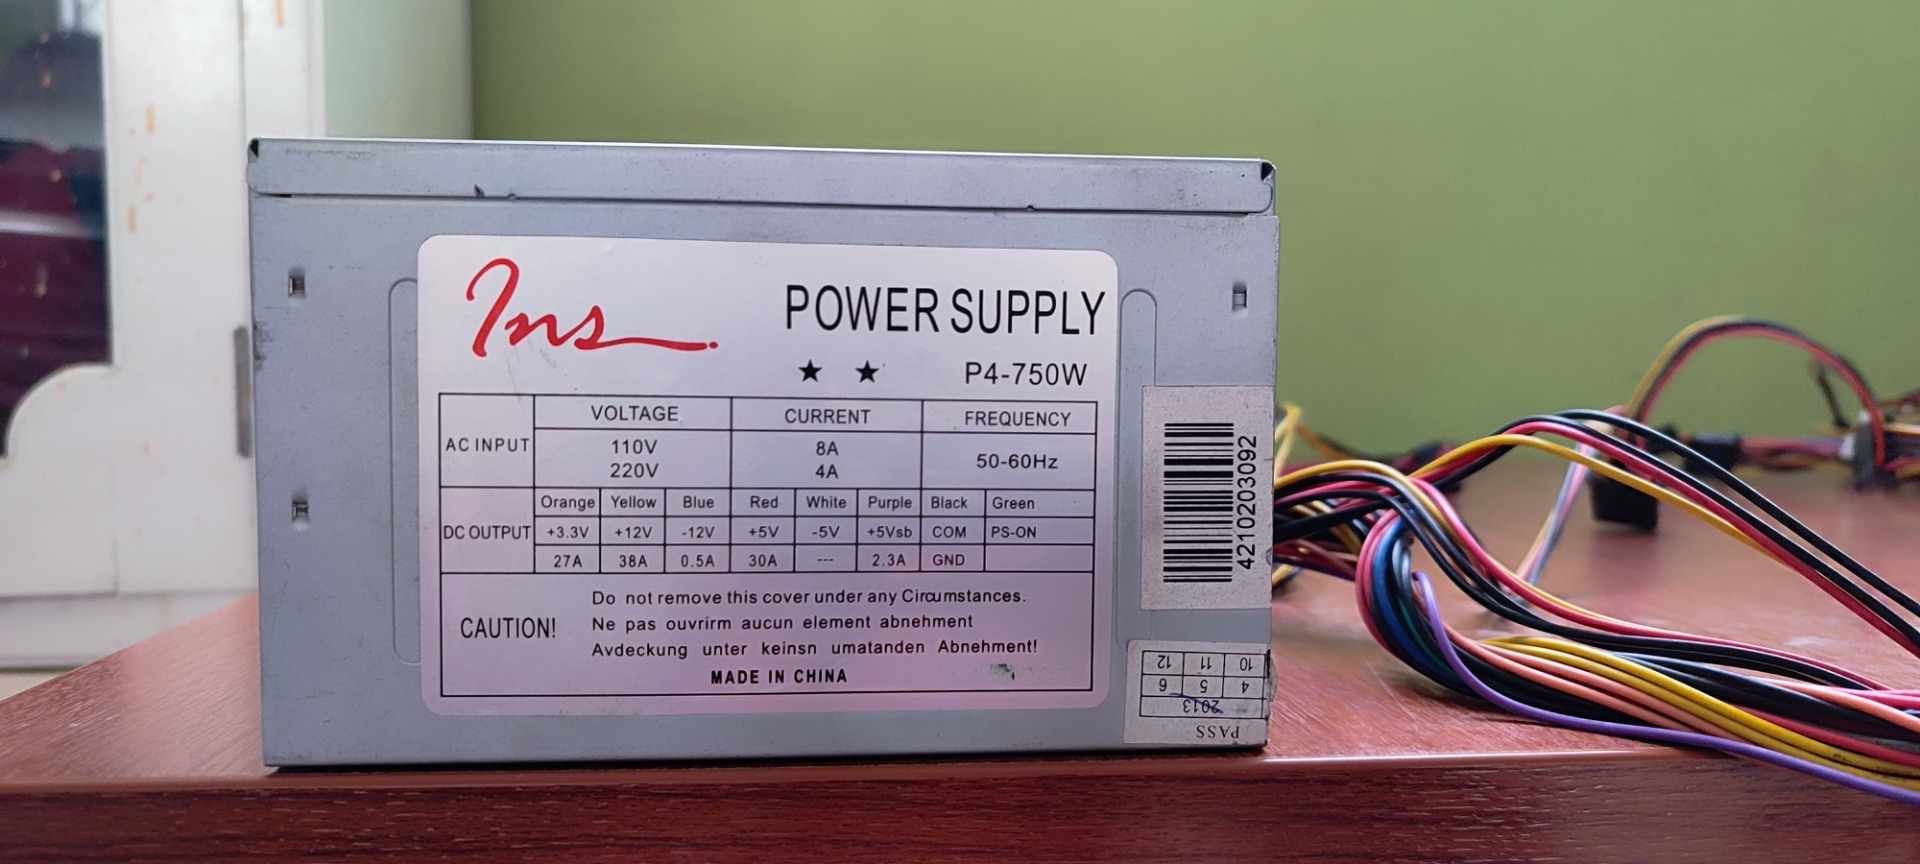 Ins
POWER SUPPLY
★ ★ P4-750W
AC INPUT VOLTAGE CURRENT FREQUENCY
110V 8A 50-60Hz
220V 4A
DC OUTPUT Orange Yellow Blue Red White Purple Black Green
+3.3V +12V -12V +5V -5V +5Vsb COM PS-ON
27A 38A 0.5A 30A --- 2.3A GND
CAUTION!
Do not remove this cover under any Circumstances.
Ne pas ouvrirm aucun element abnehment
Avdeckung unter keinsn umatanden Abnehment!
MADE IN CHINA
4210203092
PASS
2013
4 5 6
10 11 12